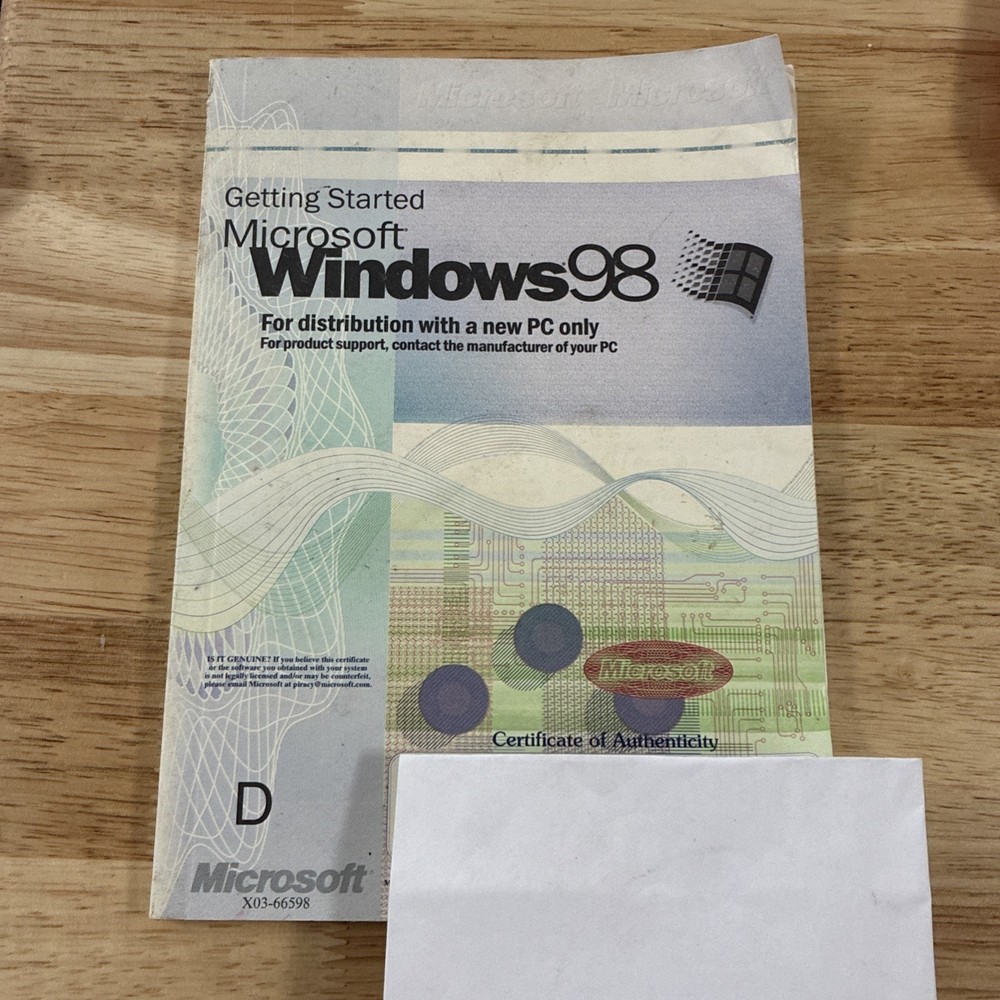 Microsoft Microsoft
Getting Started
Microsoft
Windows 98
For distribution with a new PC only
For product support, contact the manufacturer of your PC
IS IT GENUINE? If you believe this certificate
or the software you obtained with your system
is not legally licensed and/or may be counterfeit,
please email Microsoft at piracy@microsoft.com.
Microsoft
Certificate of Authenticity
D
Microsoft
X03-66598